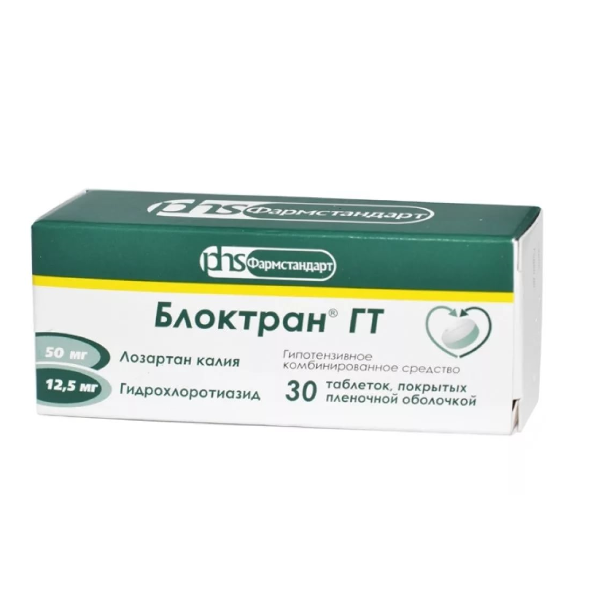 phs Фармстандарт
phs Фармстандарт
Блоктран® ГТ
50 мг Лозартан калия
12,5 мг Гидрохлоротиазид
Гипотензивное
комбинированное средство
30 таблеток, покрытых
пленочной оболочкой